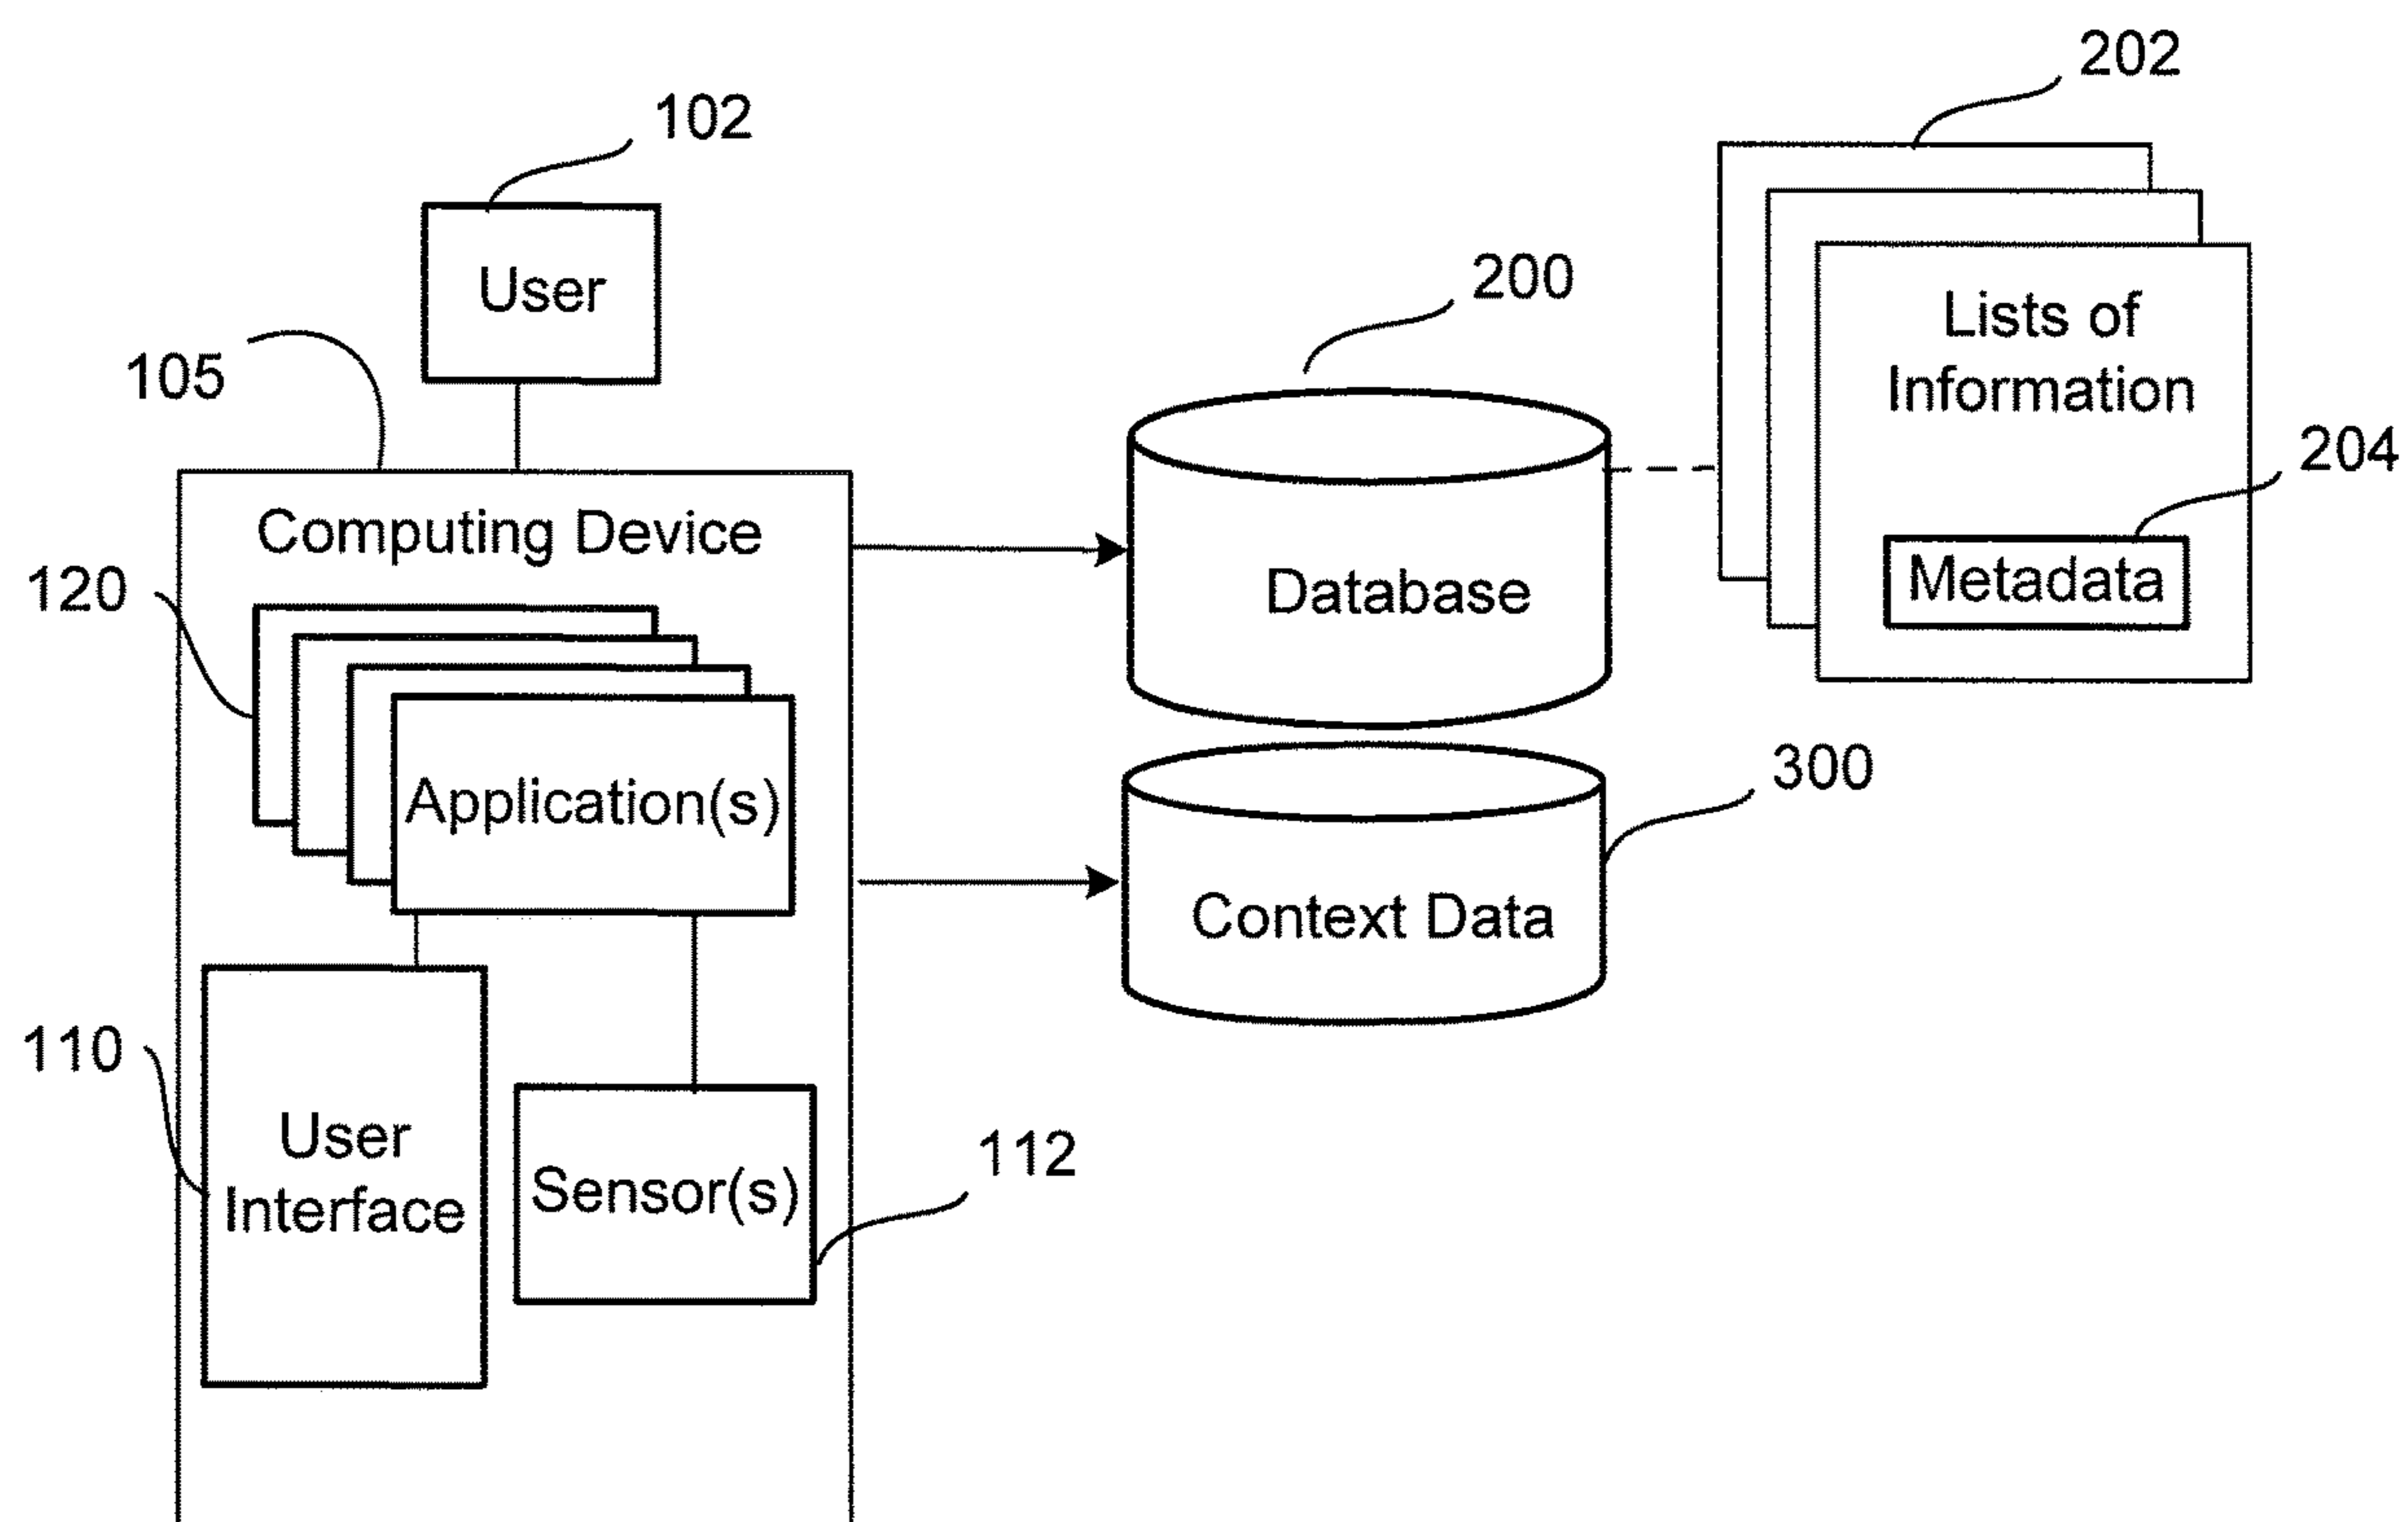 202
102
User
200
Lists of
Information
105
204
Computing Device
Metadata
120
Database
Application(s)
300
Context Data
110
User
Interface
Sensor(s)
112